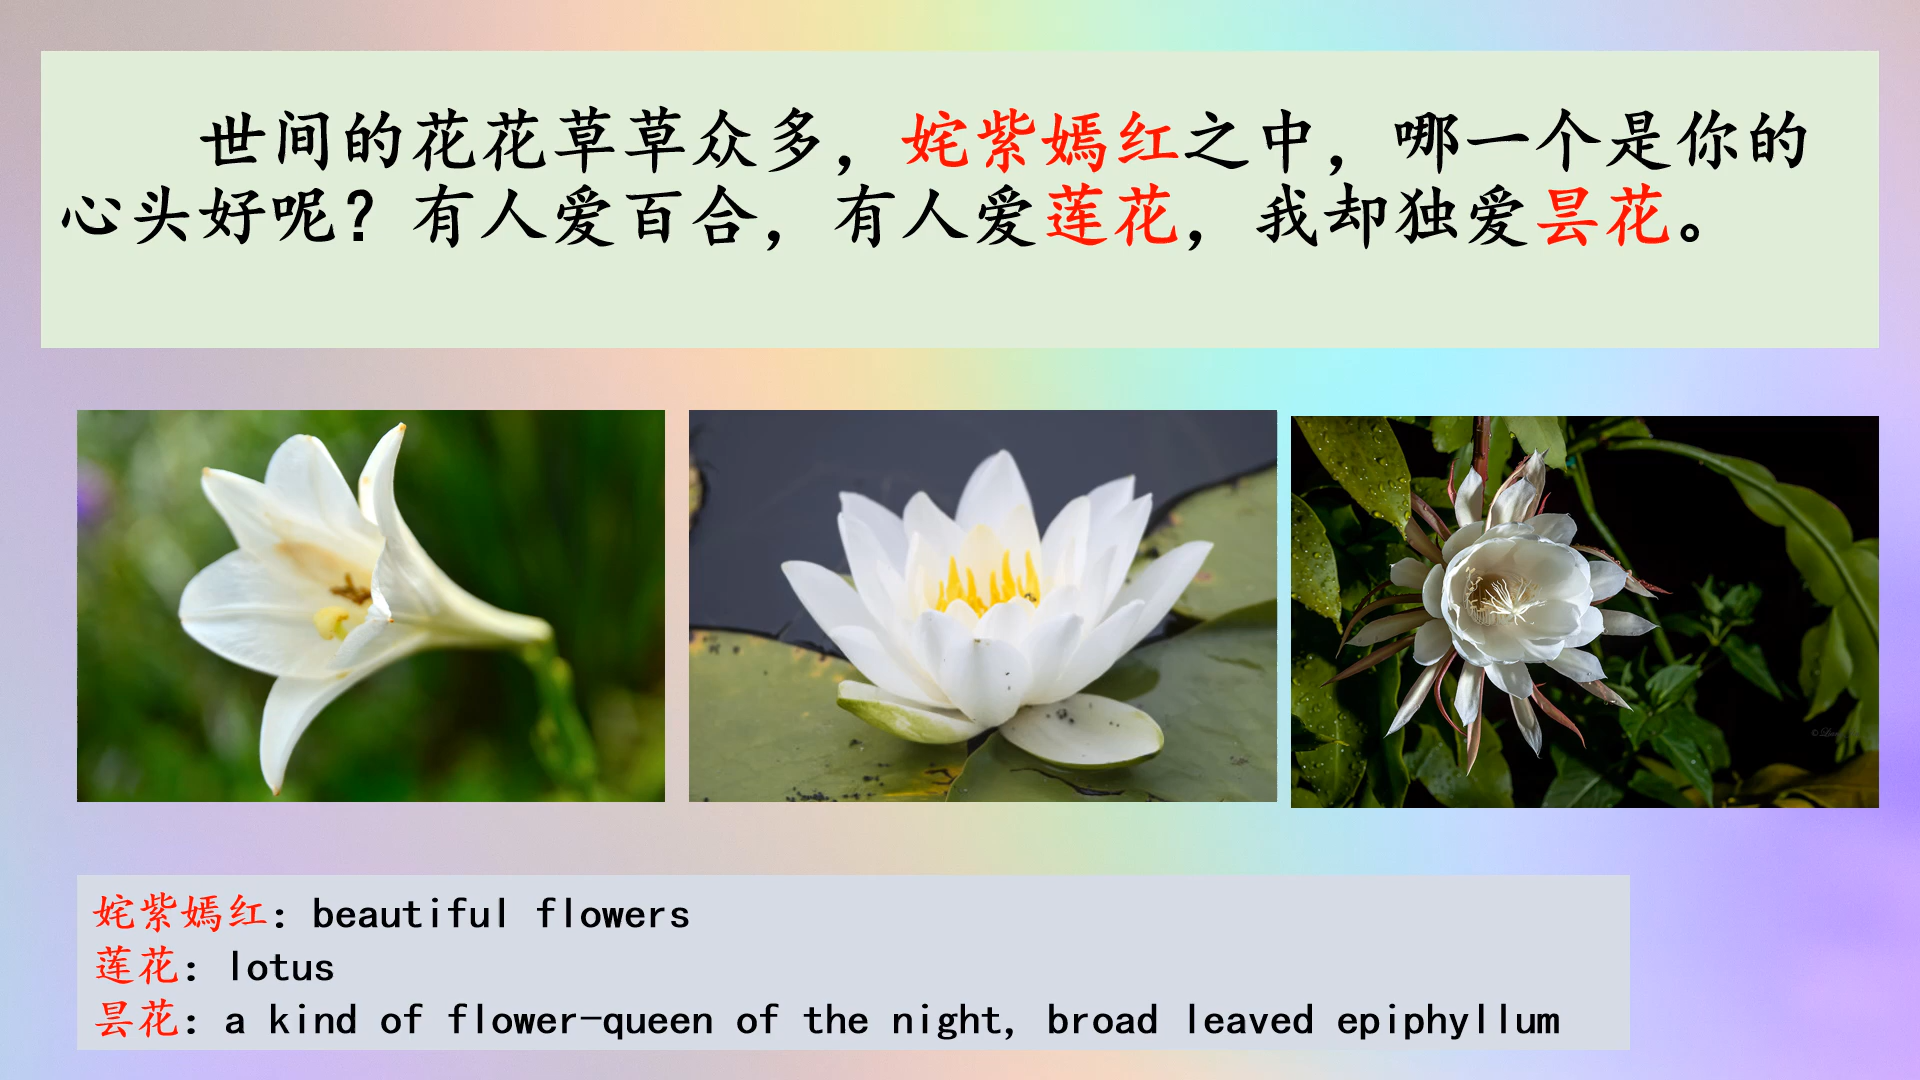 世间的花花草草众多，姹紫嫣红之中，哪一个是你的
心头好呢？有人爱百合，有人爱莲花，我却独爱昙花。
姹紫嫣红：beautiful flowers
莲花：lotus
昙花：a kind of flower-queen of the night, broad leaved epiphyllum